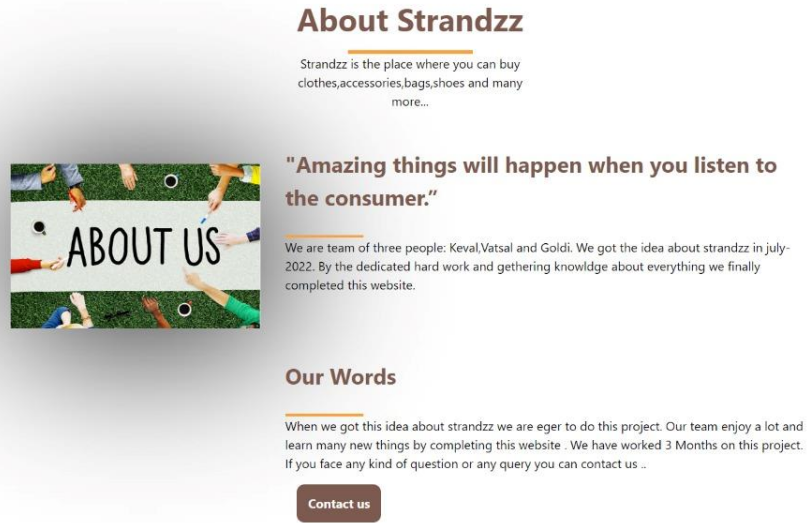 About Strandzz
Strandzz is the place where you can buy
clothes,accessories,bags,shoes and many
more...
"Amazing things will happen when you listen to
the consumer.”
ABOUT US
We are team of three people: Keval,Vatsal and Goldi. We got the idea about strandzz in july-
2022. By the dedicated hard work and gethering knowldge about everything we finally
completed this website.
Our Words
When we got this idea about strandzz we are eger to do this project. Our team enjoy a lot and
learn many new things by completing this website . We have worked 3 Months on this project.
If you face any kind of question or any query you can contact us ..
Contact us